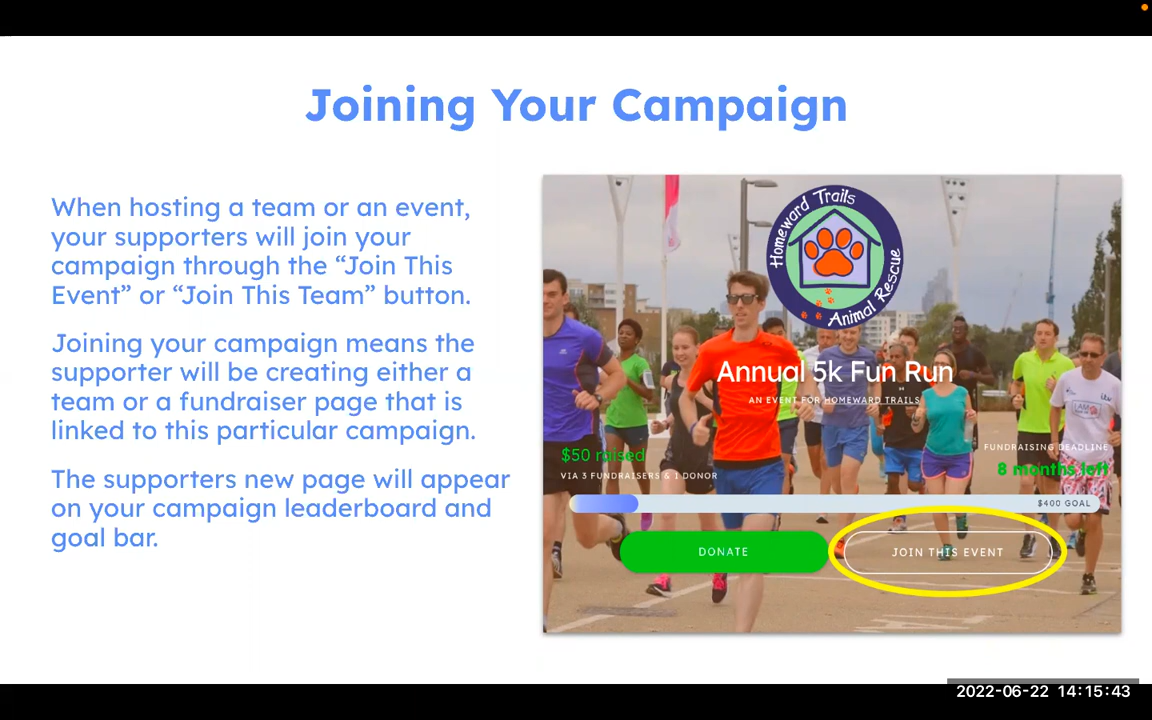 Joining Your Campaign
When hosting a team or an event,
your supporters will join your
campaign through the “Join This
Event” or “Join This Team” button.
Joining your campaign means the
supporter will be creating either a
team or a fundraiser page that is
linked to this particular campaign.
The supporters new page will appear
on your campaign leaderboard and
goal bar.
Homeward Trails
Animal Rescue
Annual 5k Fun Run
AN EVENT FOR HOMEWARD TRAILS
$50 raised
VIA 3 FUNDRAISERS & 1 DONOR
FUNDRAISING DEADLINE
8 months left
$400 GOAL
DONATE
JOIN THIS EVENT
2022-06-22 14:15:43